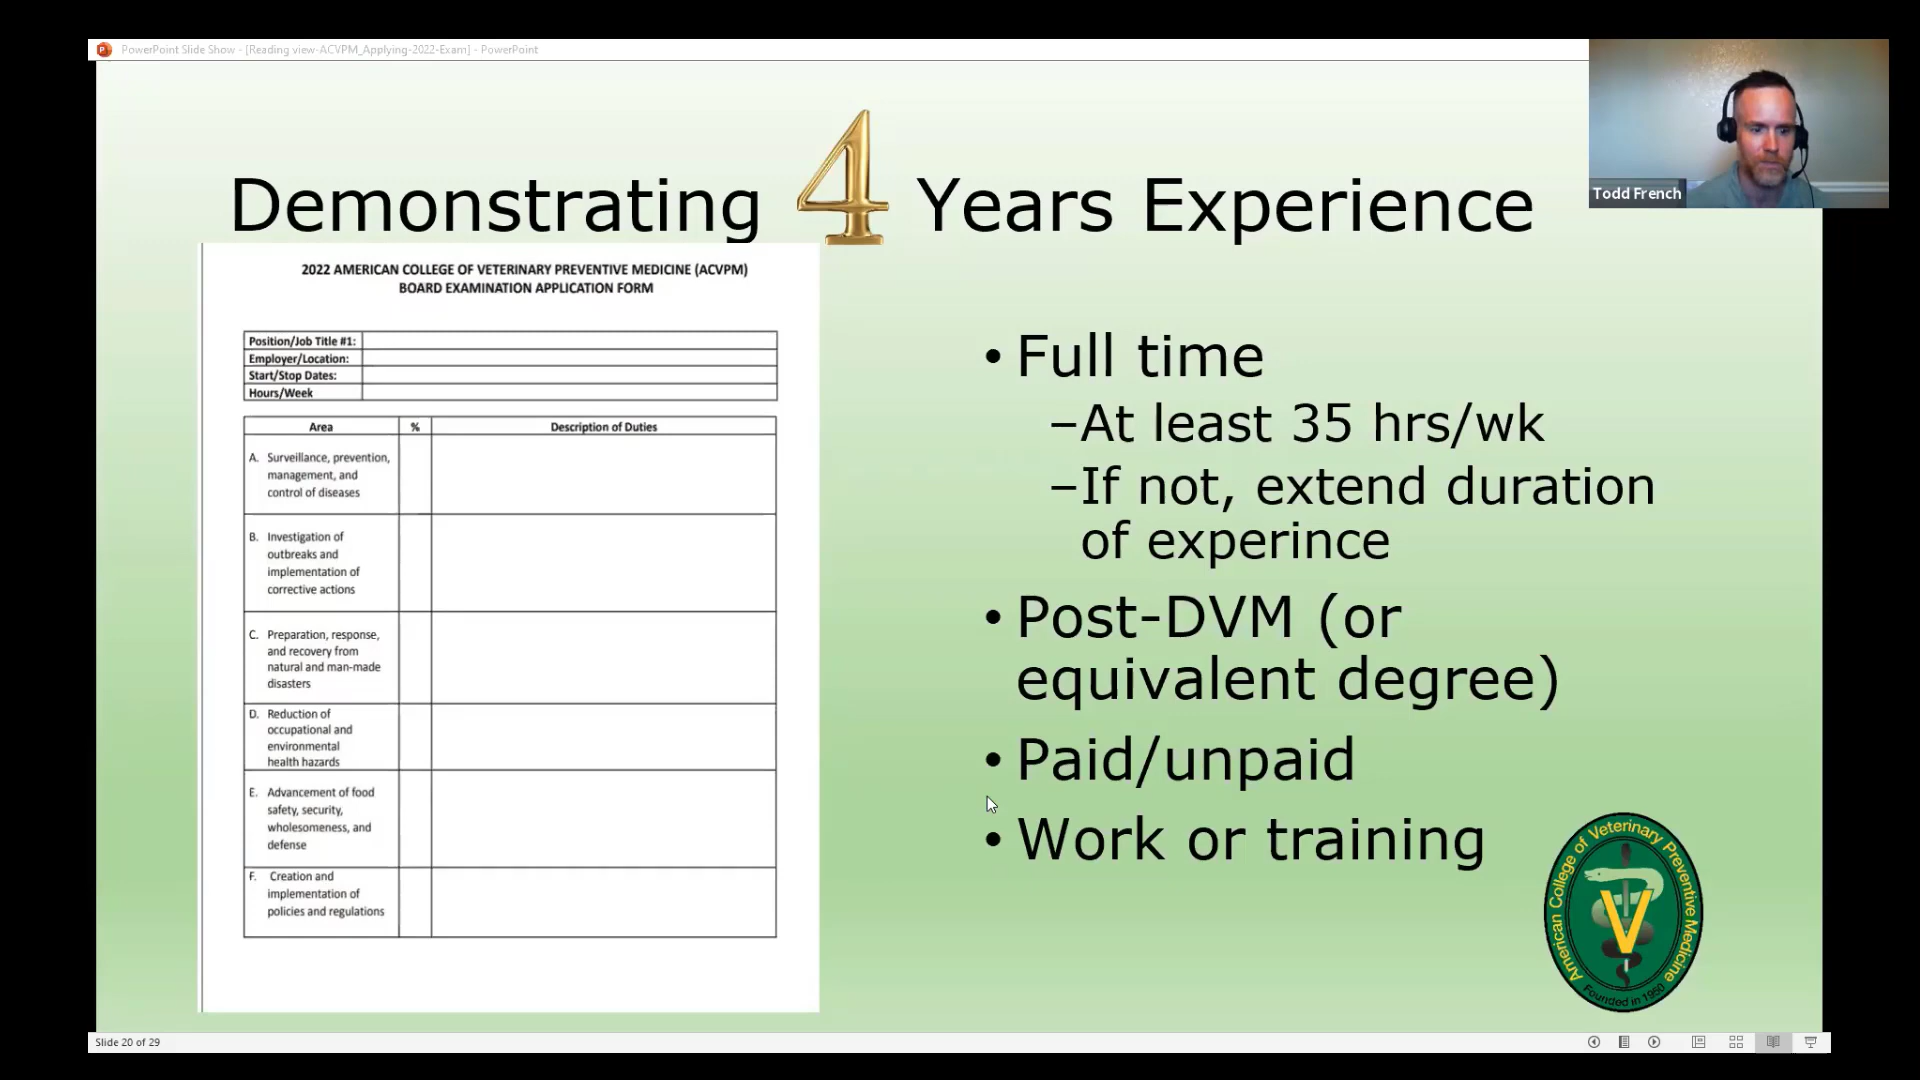 PowerPoint Slide Show - [Reading view-ACVPM_Applying-2022-Exam] - PowerPoint
Todd French
Demonstrating 4 Years Experience
2022 AMERICAN COLLEGE OF VETERINARY PREVENTIVE MEDICINE (ACVPM)
BOARD EXAMINATION APPLICATION FORM
Position/Job Title #1:
Employer/Location:
Start/Stop Dates:
Hours/Week
Area % Description of Duties
A. Surveillance, prevention,
management, and
control of diseases
B. Investigation of
outbreaks and
implementation of
corrective actions
C. Preparation, response,
and recovery from
natural and man-made
disasters
D. Reduction of
occupational and
environmental
health hazards
E. Advancement of food
safety, security,
wholesomeness, and
defense
F. Creation and
implementation of
policies and regulations
• Full time
–At least 35 hrs/wk
–If not, extend duration
of experince
• Post-DVM (or
equivalent degree)
• Paid/unpaid
• Work or training
American College of Veterinary Preventive Medicine
V
Founded in 1950
Slide 20 of 29